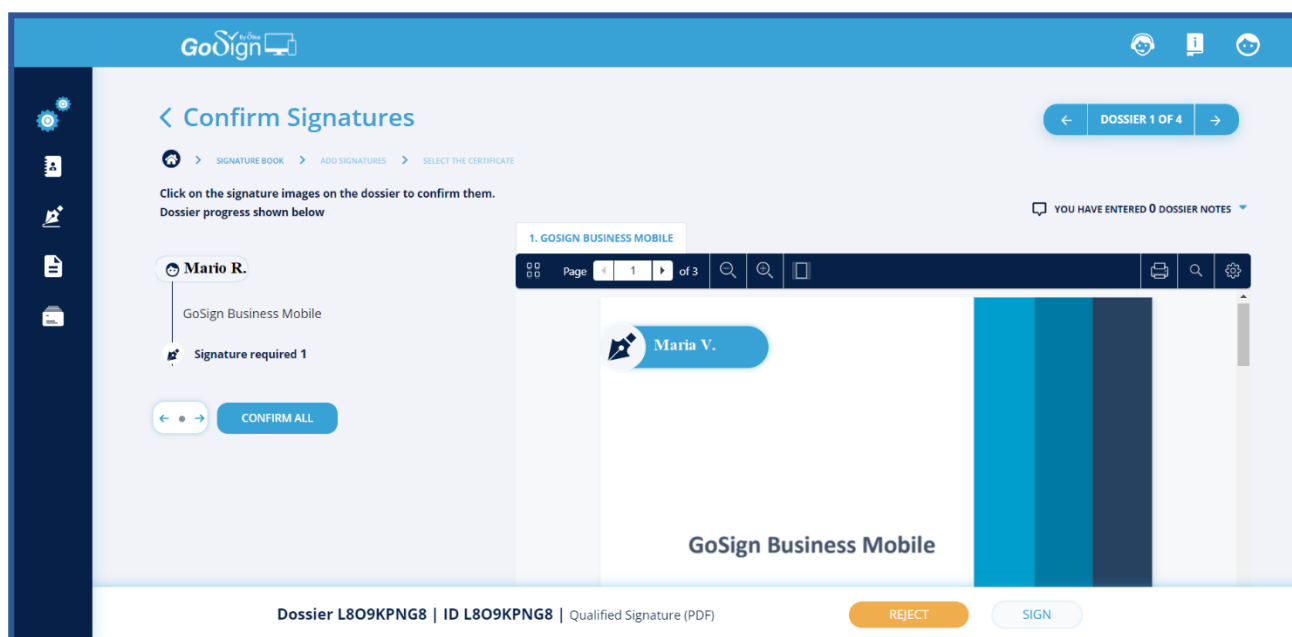 GoSign By Òdea
Confirm Signatures
DOSSIER 1 OF 4
SIGNATURE BOOK > ADD SIGNATURES > SELECT THE CERTIFICATE
Click on the signature images on the dossier to confirm them.
Dossier progress shown below
YOU HAVE ENTERED 0 DOSSIER NOTES
1. GOSIGN BUSINESS MOBILE
Page 1 of 3
Mario R.
GoSign Business Mobile
Signature required 1
CONFIRM ALL
Maria V.
GoSign Business Mobile
Dossier L8O9KPNG8 | ID L8O9KPNG8 | Qualified Signature (PDF)
REJECT
SIGN